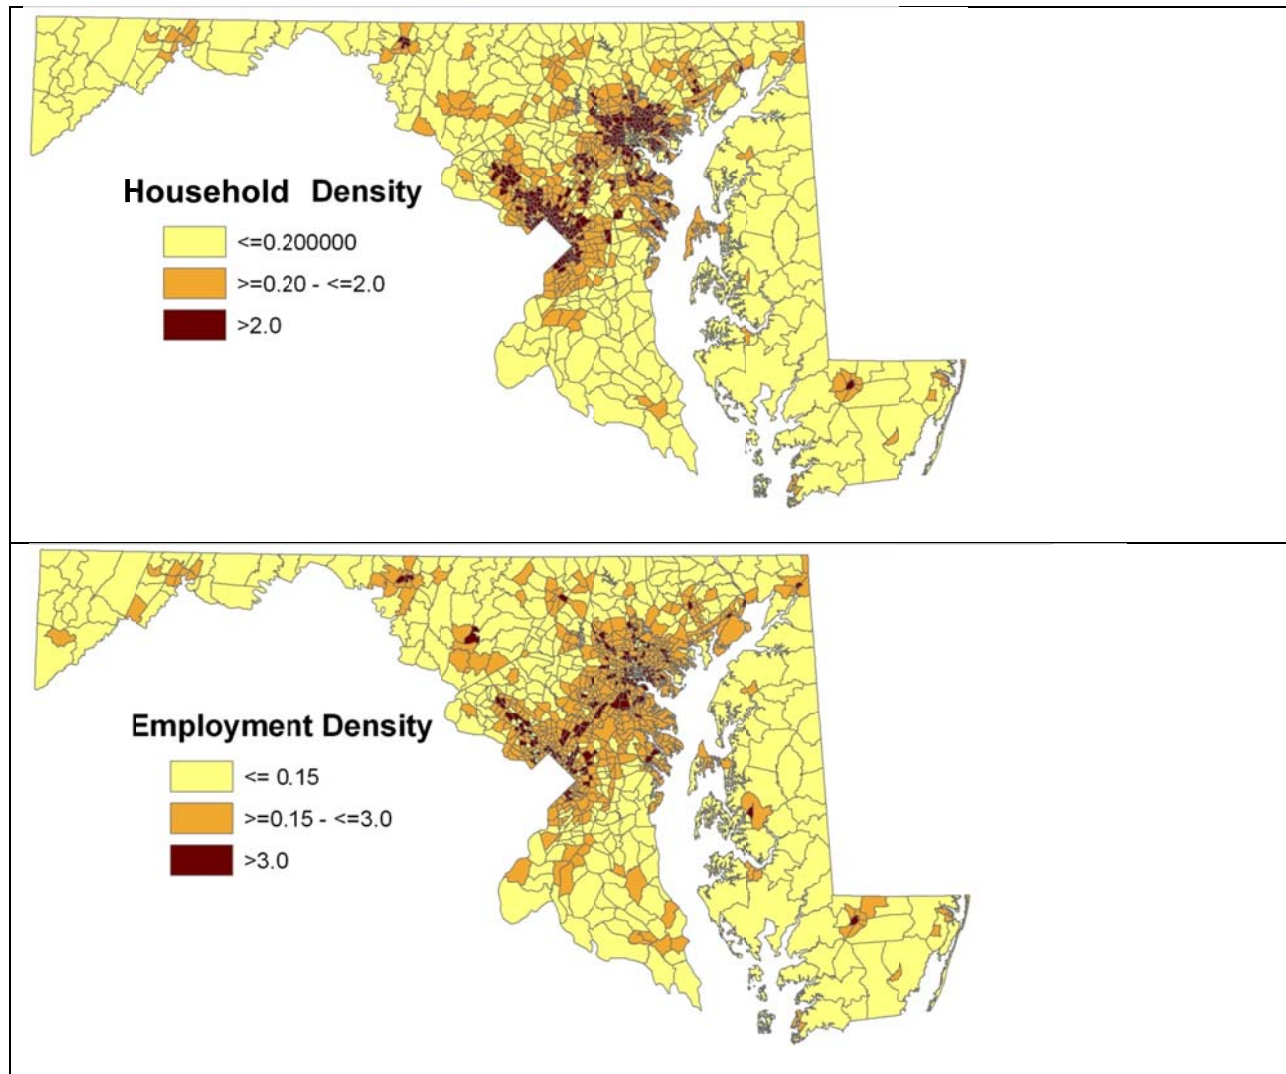 Household Density
<=0.200000
>=0.20 - <=2.0
>2.0
Employment Density
<= 0.15
>=0.15 - <=3.0
>3.0